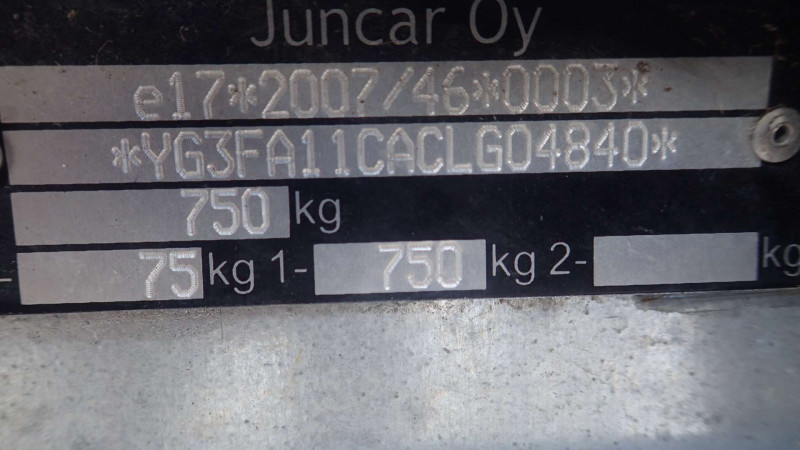 Juncar Oy
e17*2007/46*0003*
*YG3FA11CACLG04840*
750 kg
- 75 kg 1- 750 kg 2- kg